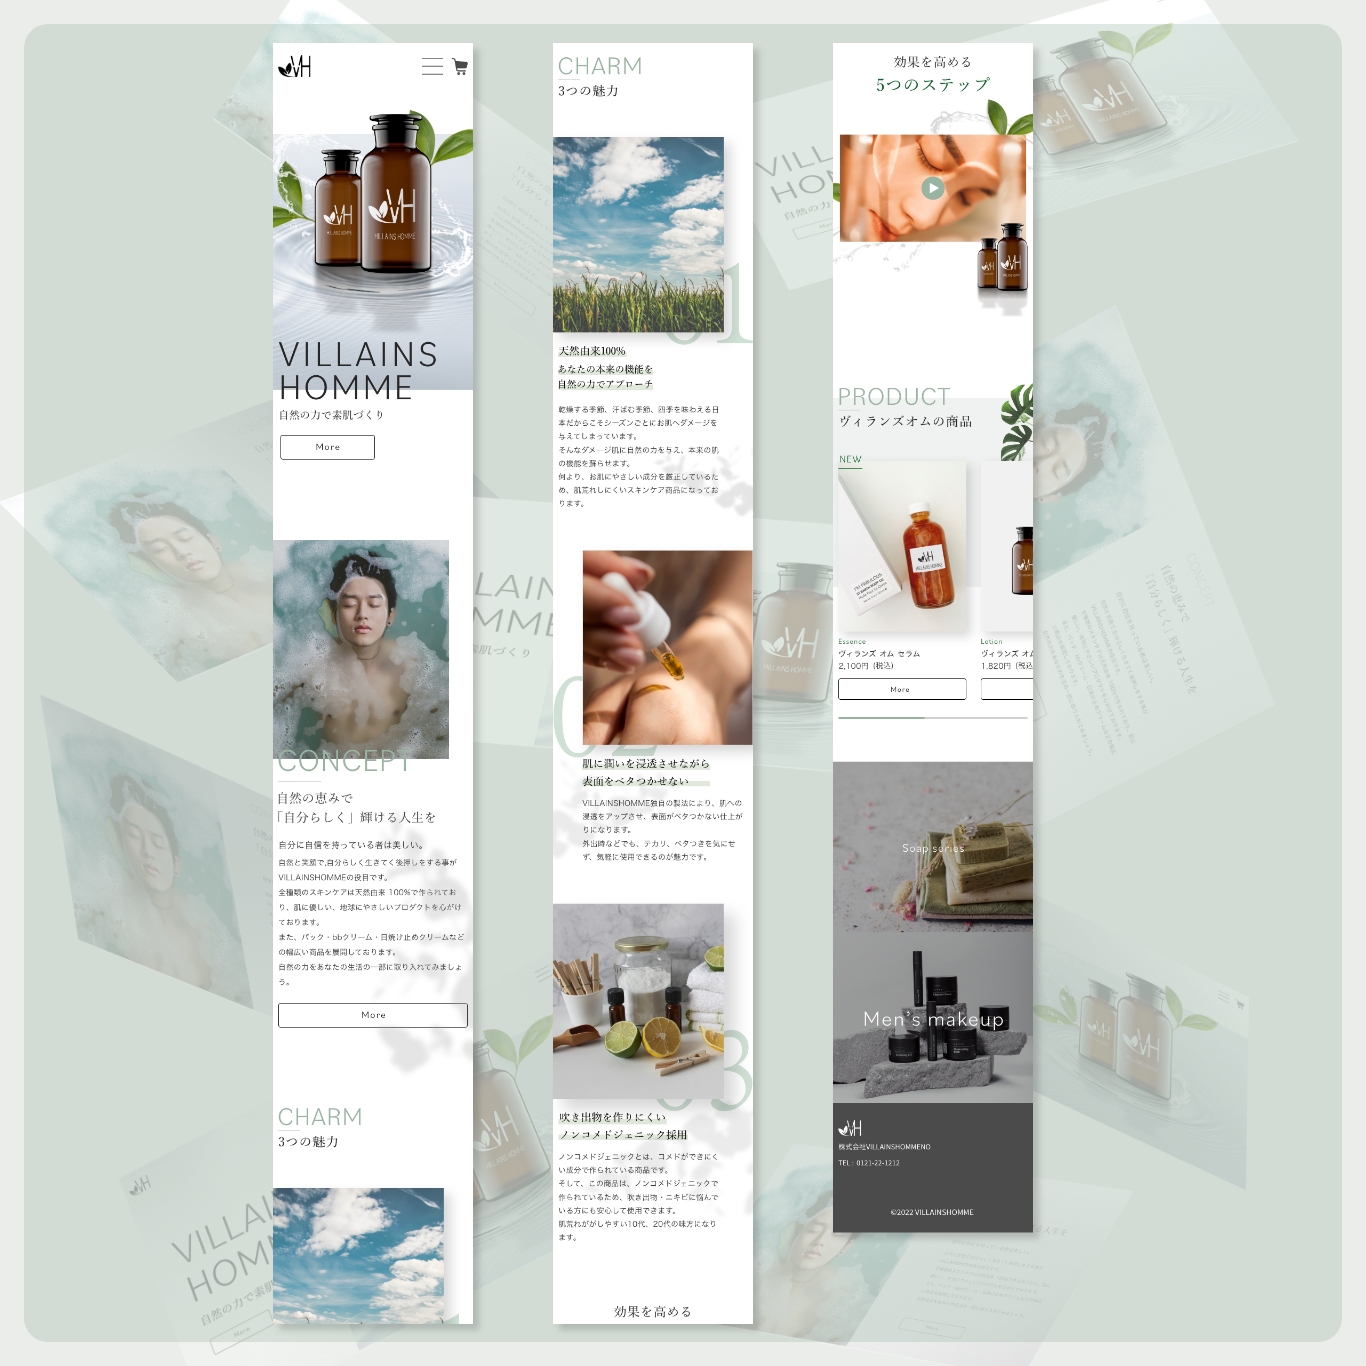 VH
VH
VILLAINS HOMME
VH
VILLAINS HOMME
VILLAINS
HOMME
自然の力で素肌づくり
More
CONCEPT
自然の恵みで
「自分らしく」輝ける人生を
自分に自信を持っている者は美しい。
自然と笑顔で,自分らしく生きてく後押しをする事が
VILLAINSHOMMEの役目です。
全種類のスキンケアは天然由来 100%で作られてお
り、肌に優しい、地球にやさしいプロダクトを心がけ
ております。
また、パック・bbクリーム・日焼け止めクリームなど
の幅広い商品を展開しております。
自然の力をあなたの生活の一部に取り入れてみましょ
う。
More
CHARM
3つの魅力
CHARM
3つの魅力
01
天然由来100%
あなたの本来の機能を
自然の力でアプローチ
乾燥する季節、汗ばむ季節、四季を味わえる日
本だからこそシーズンごとにお肌へダメージを
与えてしまっています。
そんなダメージ肌に自然の力を与え、本来の肌
の機能を蘇らせます。
何より、お肌にやさしい成分を厳正しているた
め、肌荒れしにくいスキンケア商品になってお
ります。
02
肌に潤いを浸透させながら
表面をベタつかせない
VILLAINSHOMME独自の製法により、肌への
浸透をアップさせ、表面がベタつかない仕上が
りになります。
外出時などでも、テカリ、ベタつきを気にせ
ず、気軽に使用できるのが魅力です。
03
吹き出物を作りにくい
ノンコメドジェニック採用
ノンコメドジェニックとは、コメドができにく
い成分で作られている商品です。
そして、この商品は、ノンコメドジェニックで
作られているため、吹き出物・ニキビに悩んで
いる方にも安心して使用できます。
肌荒れががしやすい10代、20代の味方になり
ます。
効果を高める
効果を高める
5つのステップ
VH
VH
PRODUCT
ヴィランズオムの商品
NEW
VH
VILLAINS HOMME
Essence
ヴィランズ オム セラム
2,100円（税込）
More
Lotion
ヴィランズ オム
1,820円（税込
Soap series
Men's makeup
VH
株式会社VILLAINSHOMMENO
TEL : 0121-22-1212
©2022 VILLAINSHOMME